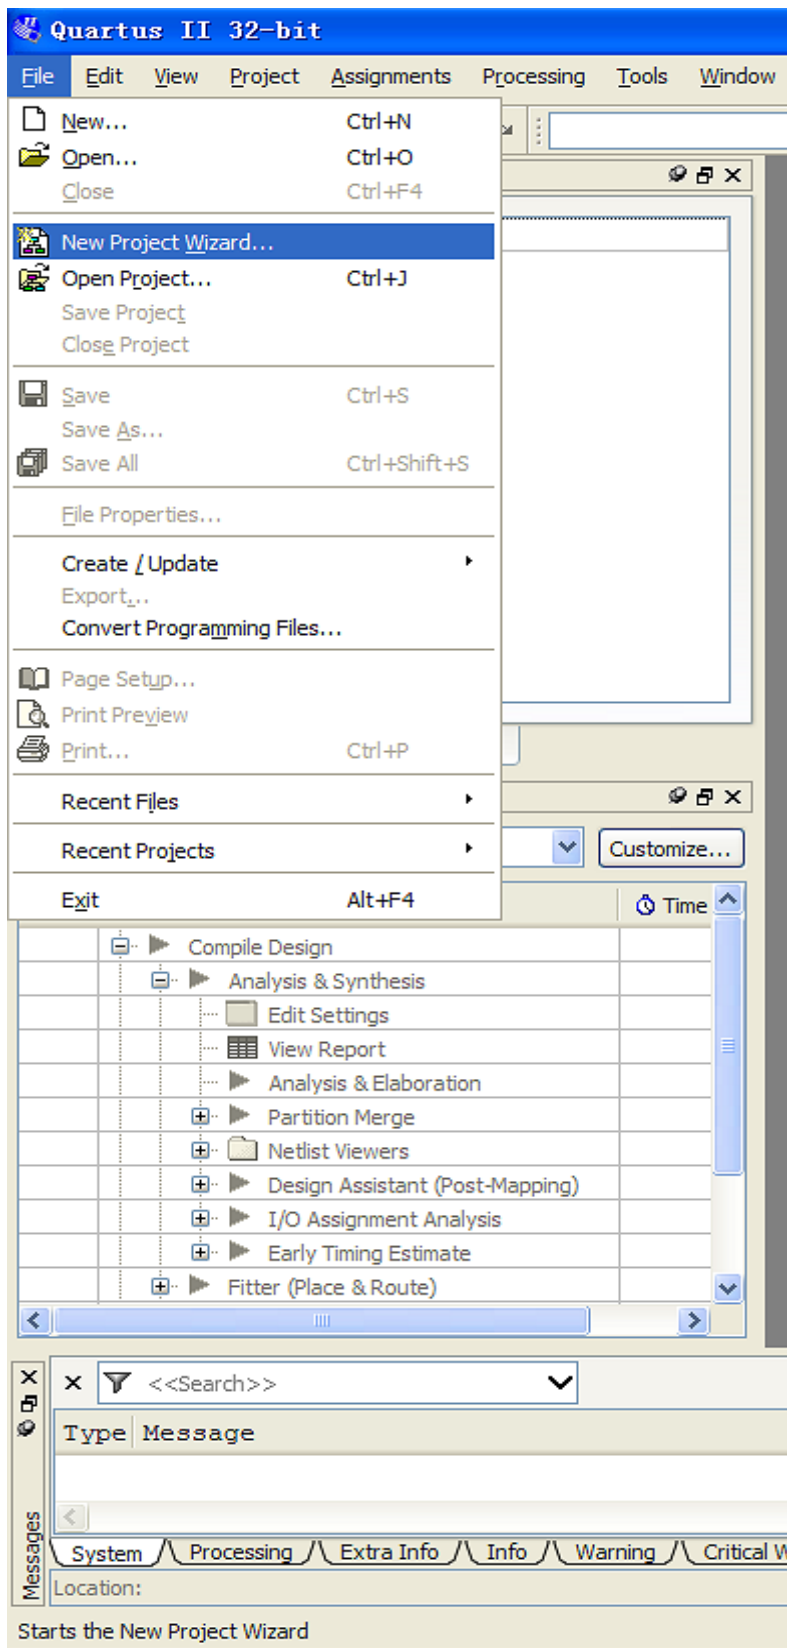 Quartus II 32-bit
File Edit View Project Assignments Processing Tools Window
New... Ctrl+N
Open... Ctrl+O
Close Ctrl+F4
New Project Wizard...
Open Project... Ctrl+J
Save Project
Close Project
Save Ctrl+S
Save As...
Save All Ctrl+Shift+S
File Properties...
Create / Update
Export...
Convert Programming Files...
Page Setup...
Print Preview
Print... Ctrl+P
Recent Files
Recent Projects
Customize...
Exit Alt+F4
Time
Compile Design
Analysis & Synthesis
Edit Settings
View Report
Analysis & Elaboration
Partition Merge
Netlist Viewers
Design Assistant (Post-Mapping)
I/O Assignment Analysis
Early Timing Estimate
Fitter (Place & Route)
<<Search>>
Type Message
Messages
System Processing Extra Info Info Warning Critical W
Location:
Starts the New Project Wizard